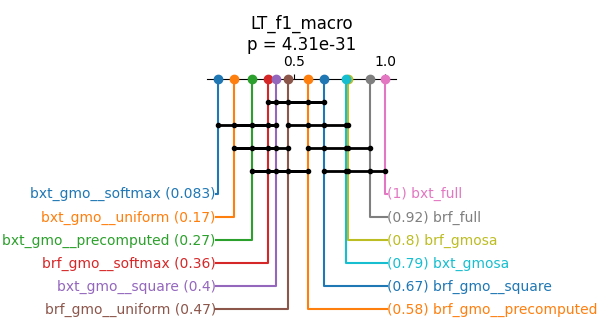 LT_f1_macro
p = 4.31e-31
0.5 1.0
bxt_gmo__softmax (0.083) (1) bxt_full
bxt_gmo__uniform (0.17) (0.92) brf_full
bxt_gmo__precomputed (0.27) (0.8) brf_gmosa
brf_gmo__softmax (0.36) (0.79) bxt_gmosa
bxt_gmo__square (0.4) (0.67) brf_gmo__square
brf_gmo__uniform (0.47) (0.58) brf_gmo__precomputed